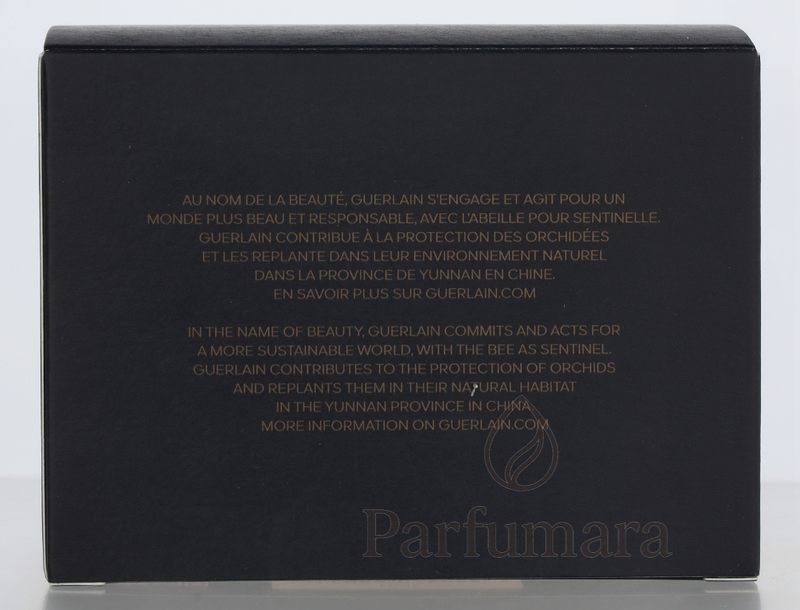 AU NOM DE LA BEAUTÉ, GUERLAIN S'ENGAGE ET AGIT POUR UN
MONDE PLUS BEAU ET RESPONSABLE, AVEC L'ABEILLE POUR SENTINELLE.
GUERLAIN CONTRIBUE À LA PROTECTION DES ORCHIDÉES
ET LES REPLANTE DANS LEUR ENVIRONNEMENT NATUREL
DANS LA PROVINCE DE YUNNAN EN CHINE.
EN SAVOIR PLUS SUR GUERLAIN.COM
IN THE NAME OF BEAUTY, GUERLAIN COMMITS AND ACTS FOR
A MORE SUSTAINABLE WORLD, WITH THE BEE AS SENTINEL.
GUERLAIN CONTRIBUTES TO THE PROTECTION OF ORCHIDS
AND REPLANTS THEM IN THEIR NATURAL HABITAT
IN THE YUNNAN PROVINCE IN CHINA
MORE INFORMATION ON GUERLAIN.COM
Parfumara